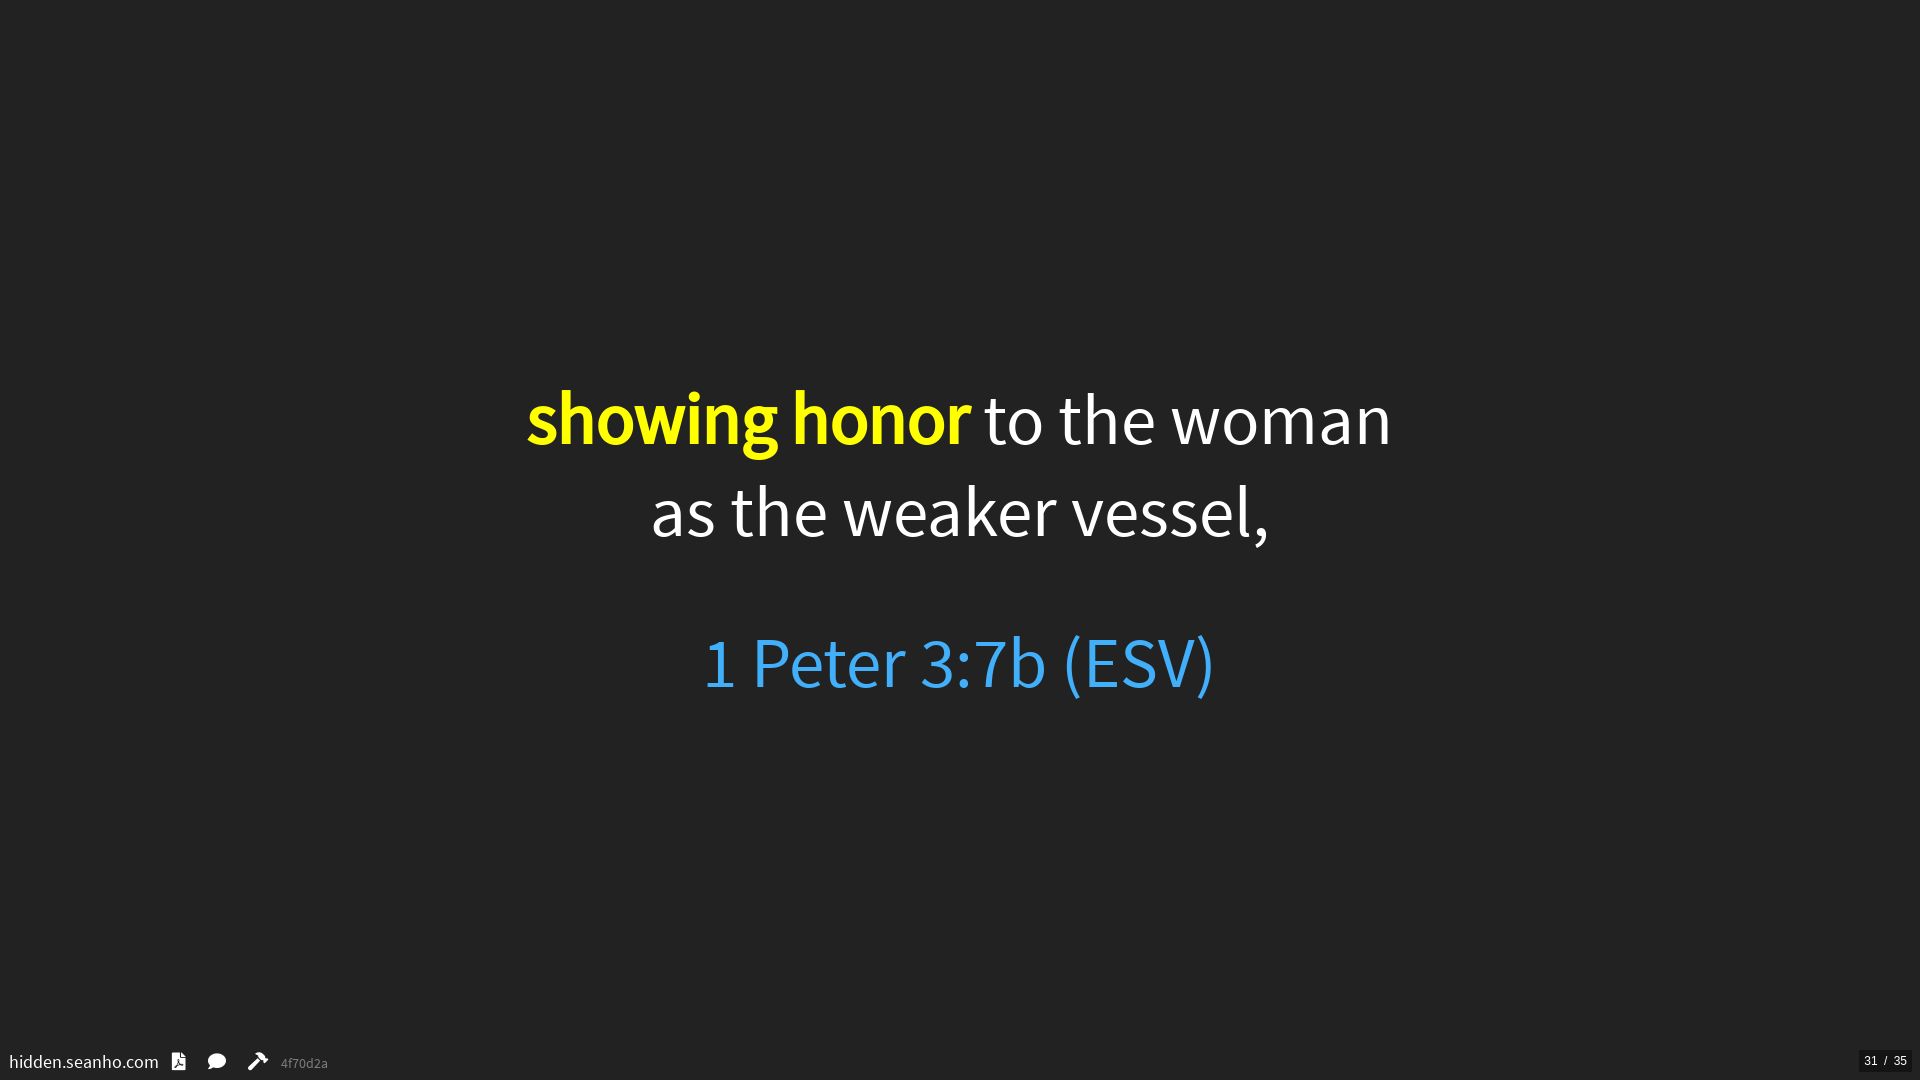 showing honor to the woman
as the weaker vessel,
1 Peter 3:7b (ESV)
hidden.seanho.com 4f70d2a
31 / 35